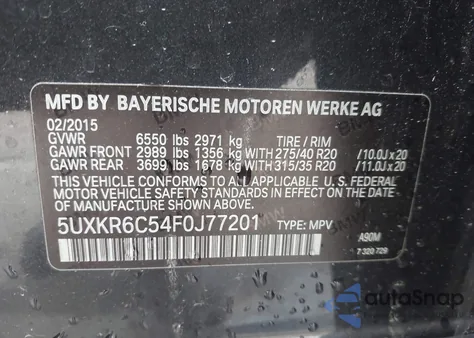 MFD BY BAYERISCHE MOTOREN WERKE AG
02/2015
GVWR 6550 lbs 2971 kg TIRE / RIM
GAWR FRONT 2989 lbs 1356 kg WITH 275/40 R20 /10.0J x 20
GAWR REAR 3699 lbs 1678 kg WITH 315/35 R20 /11.0J x 20
THIS VEHICLE CONFORMS TO ALL APPLICABLE U.S. FEDERAL
MOTOR VEHICLE SAFETY STANDARDS IN EFFECT ON THE DATE
OF MANUFACTURE SHOWN ABOVE.
5UXKR6C54F0J77201 TYPE: MPV A90M
7 320 729
autoSnap